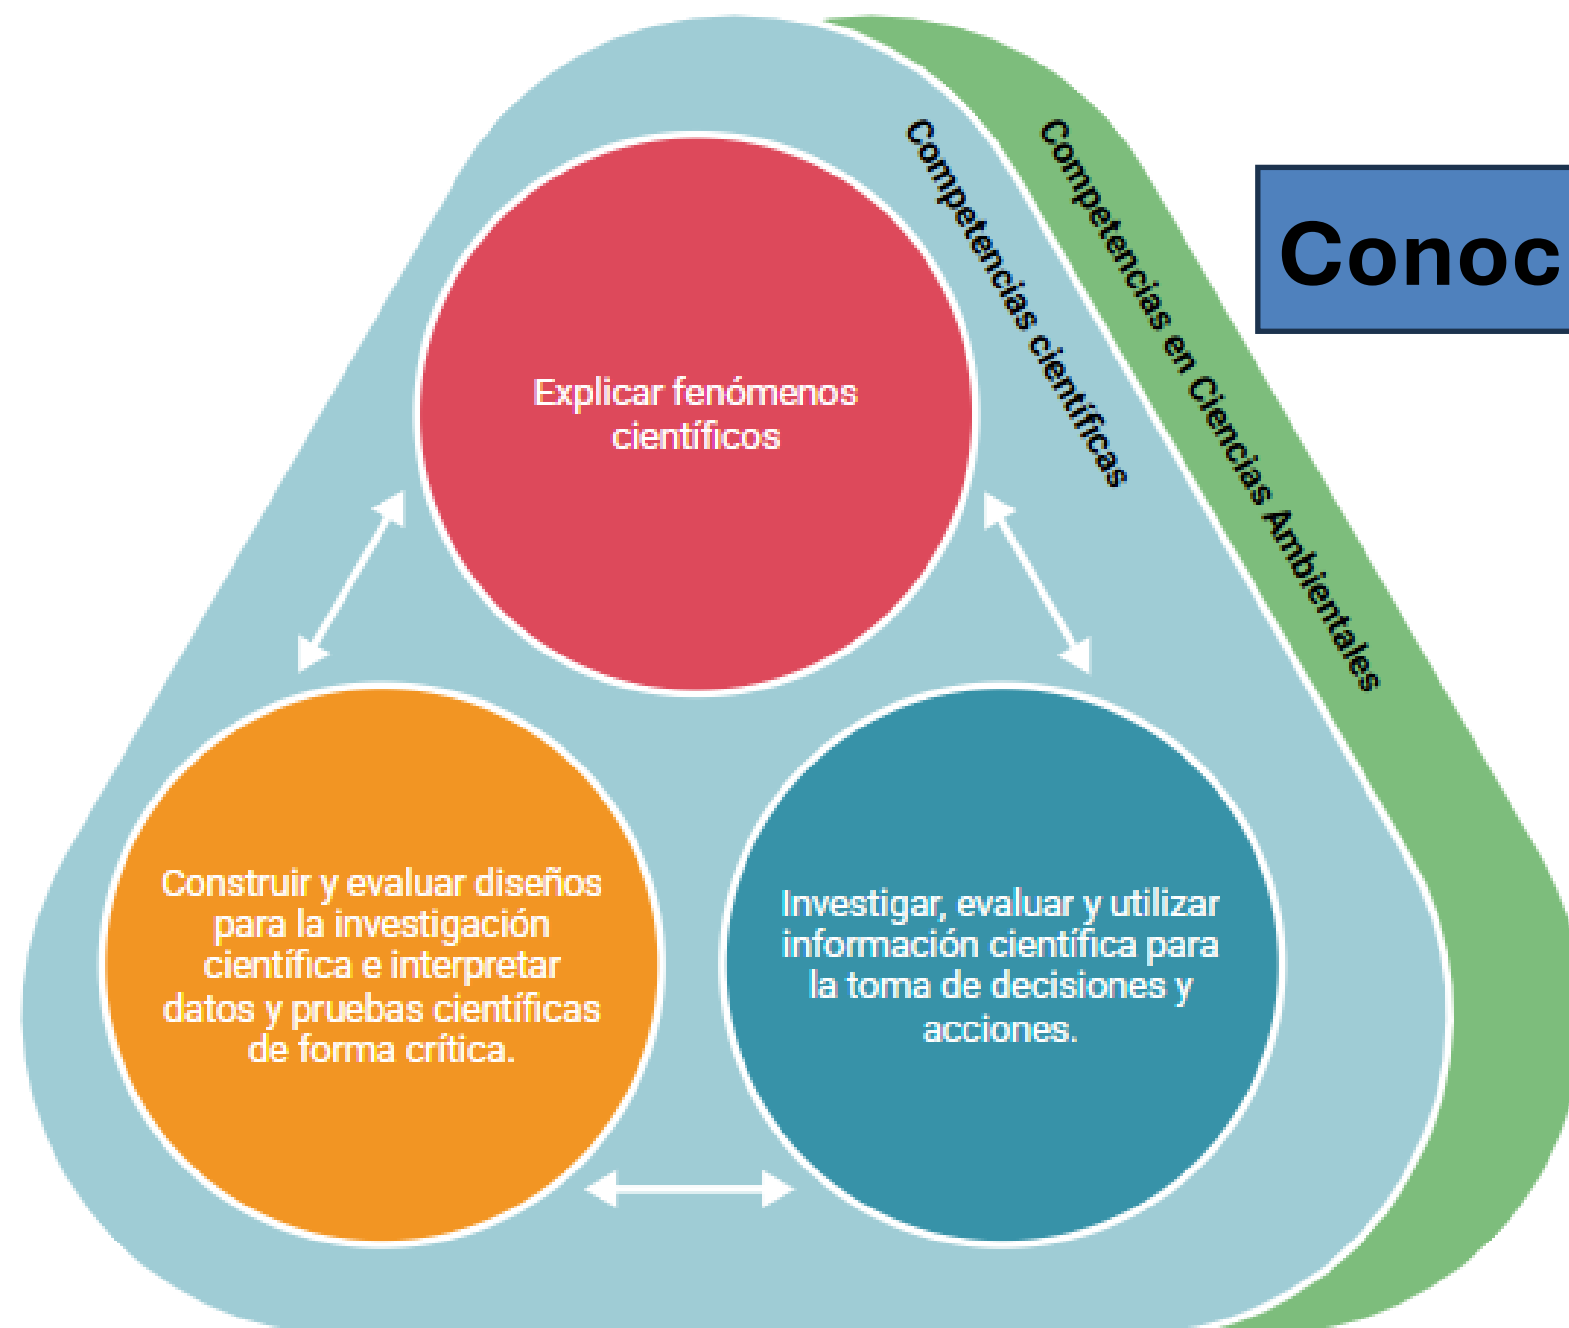 Competencias científicas
Competencias en Ciencias Ambientales
Conoc
Explicar fenómenos
científicos
Construir y evaluar diseños
para la investigación
científica e interpretar
datos y pruebas científicas
de forma crítica.
Investigar, evaluar y utilizar
información científica para
la toma de decisiones y
acciones.